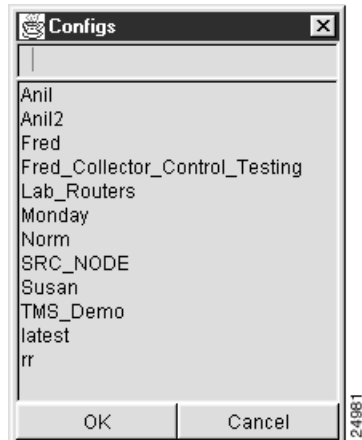 Configs
Anil
Anil2
Fred
Fred_Collector_Control_Testing
Lab_Routers
Monday
Norm
SRC_NODE
Susan
TMS_Demo
latest
rr
OK Cancel
24981